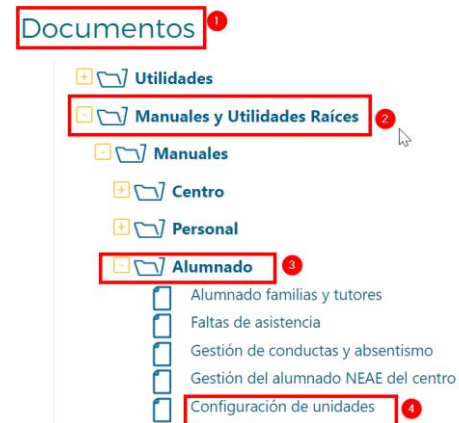 Documentos 1
Utilidades
Manuales y Utilidades Raíces 2
Manuales
Centro
Personal
Alumnado 3
Alumnado familias y tutores
Faltas de asistencia
Gestión de conductas y absentismo
Gestión del alumnado NEAE del centro
Configuración de unidades 4